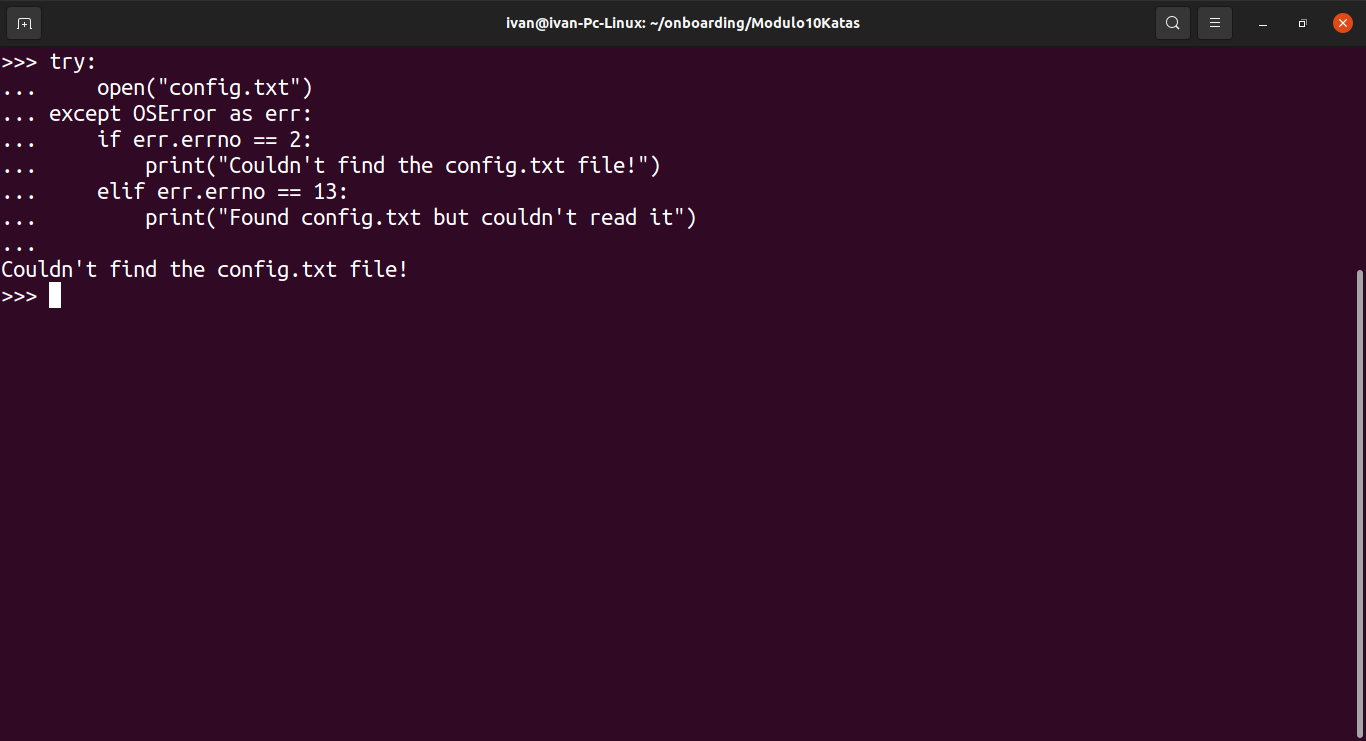 ivan@ivan-Pc-Linux: ~/onboarding/Modulo10Katas
>>> try:
...     open("config.txt")
... except OSError as err:
...     if err.errno == 2:
...         print("Couldn't find the config.txt file!")
...     elif err.errno == 13:
...         print("Found config.txt but couldn't read it")
...
Couldn't find the config.txt file!
>>>